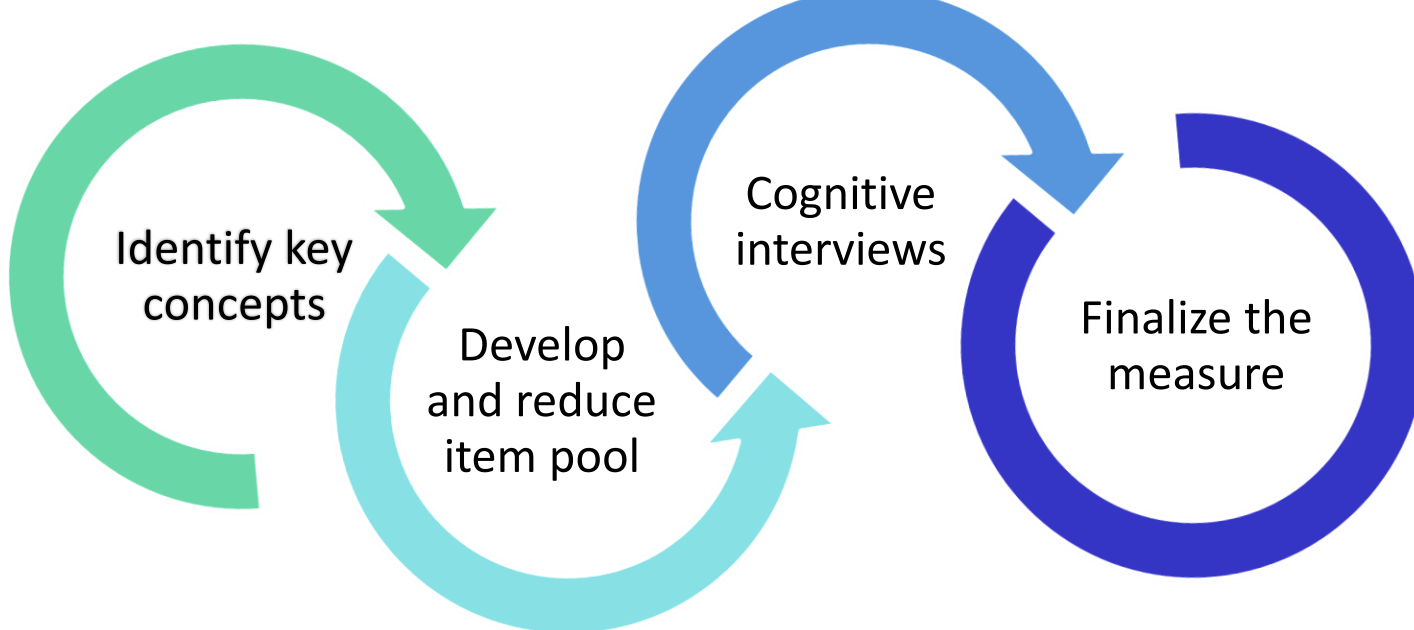 Identify key
concepts
Develop
and reduce
item pool
Cognitive
interviews
Finalize the
measure